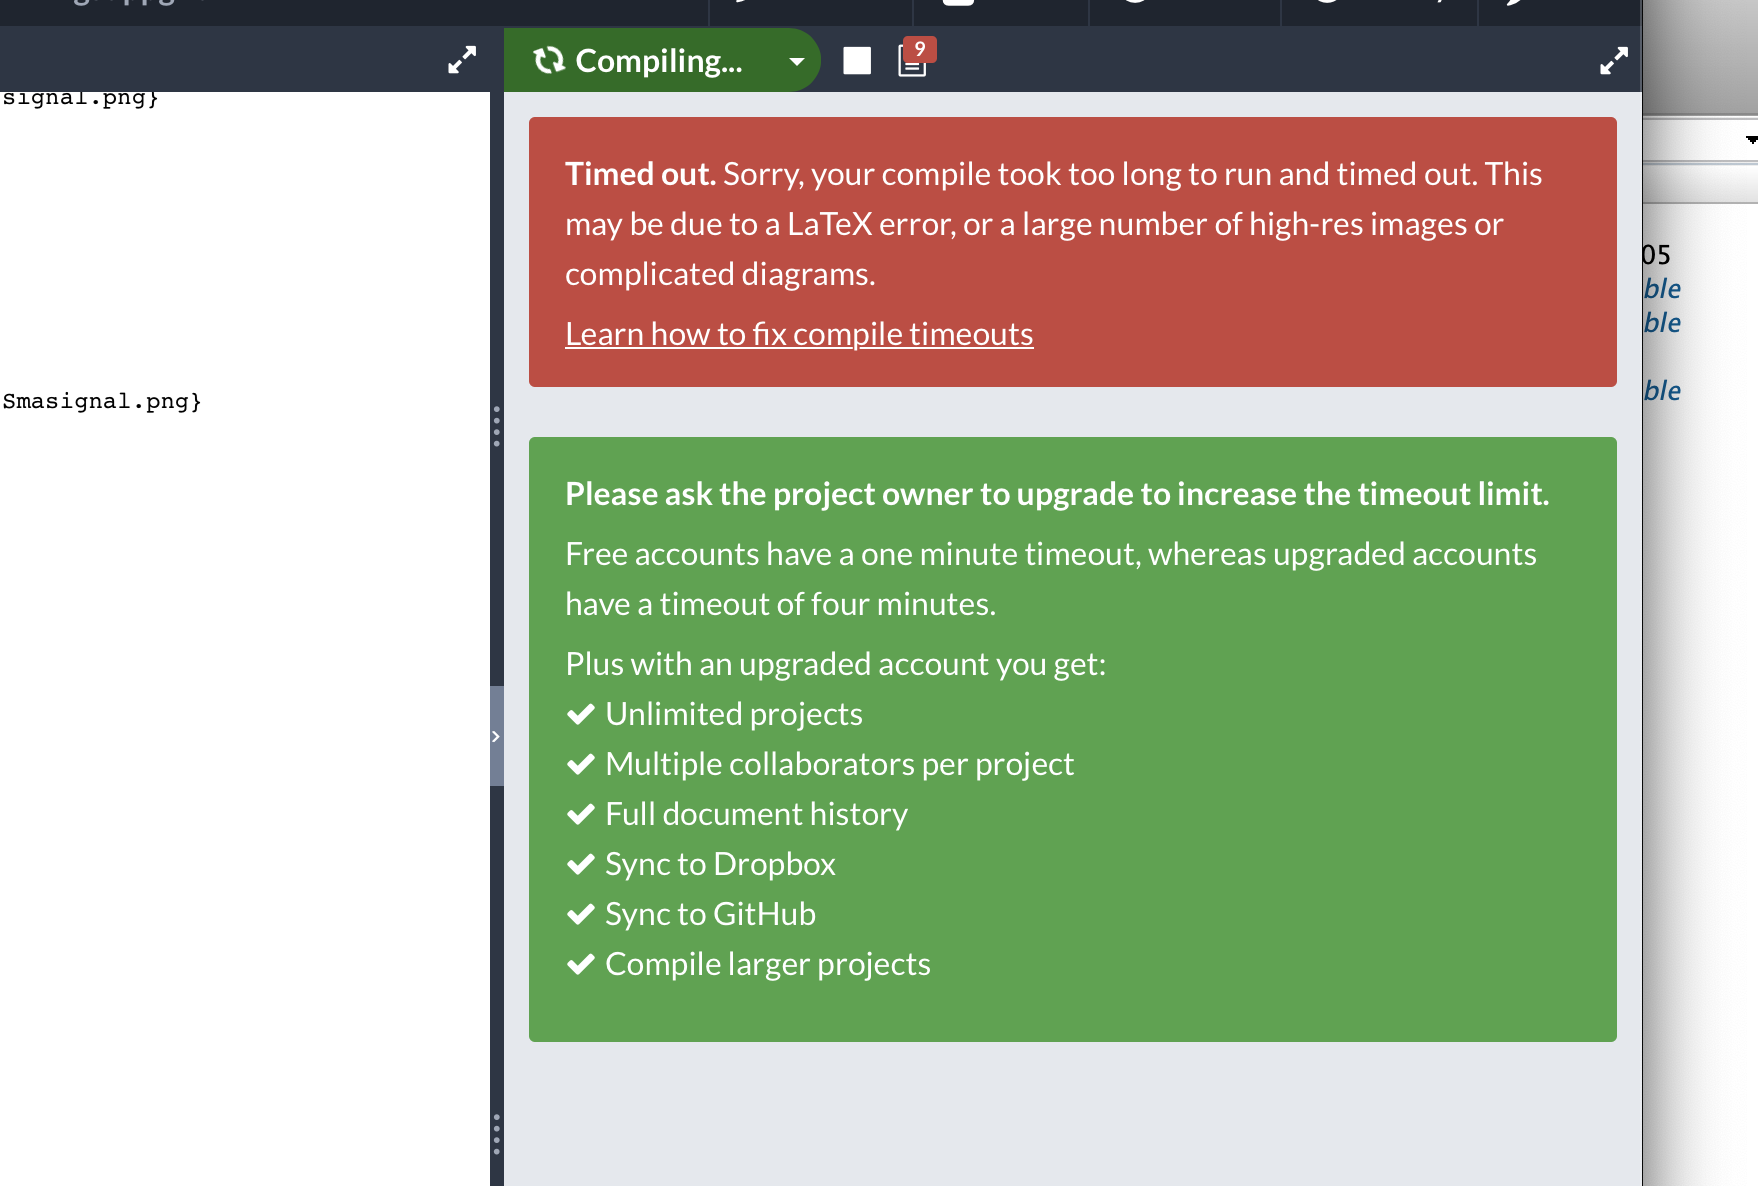 Compiling...
9
signal.png}
Smasignal.png}
Timed out. Sorry, your compile took too long to run and timed out. This
may be due to a LaTeX error, or a large number of high-res images or
complicated diagrams.
Learn how to fix compile timeouts
Please ask the project owner to upgrade to increase the timeout limit.
Free accounts have a one minute timeout, whereas upgraded accounts
have a timeout of four minutes.
Plus with an upgraded account you get:
Unlimited projects
Multiple collaborators per project
Full document history
Sync to Dropbox
Sync to GitHub
Compile larger projects
05
ble
ble
ble